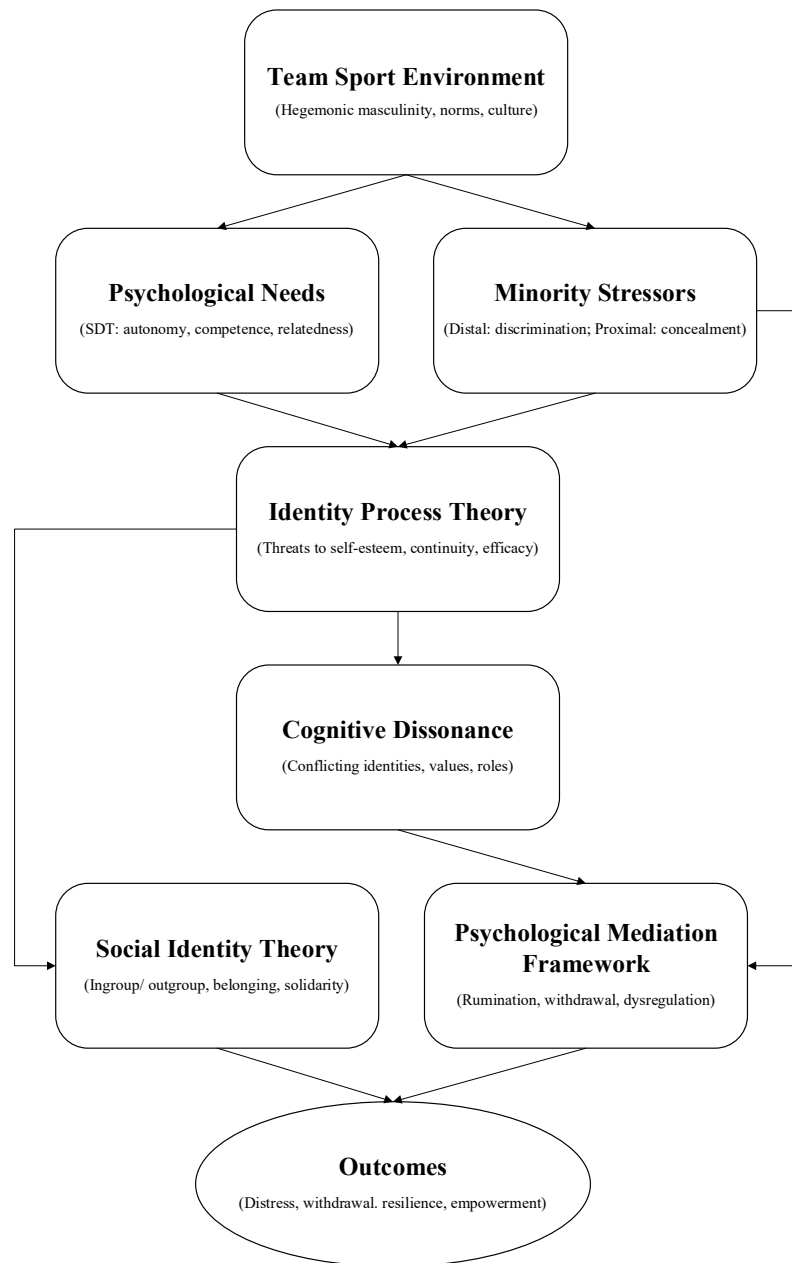 Team Sport Environment
(Hegemonic masculinity, norms, culture)
Psychological Needs
(SDT: autonomy, competence, relatedness)
Minority Stressors
(Distal: discrimination; Proximal: concealment)
Identity Process Theory
(Threats to self-esteem, continuity, efficacy)
Cognitive Dissonance
(Conflicting identities, values, roles)
Social Identity Theory
(Ingroup/ outgroup, belonging, solidarity)
Psychological Mediation
Framework
(Rumination, withdrawal, dysregulation)
Outcomes
(Distress, withdrawal. resilience, empowerment)